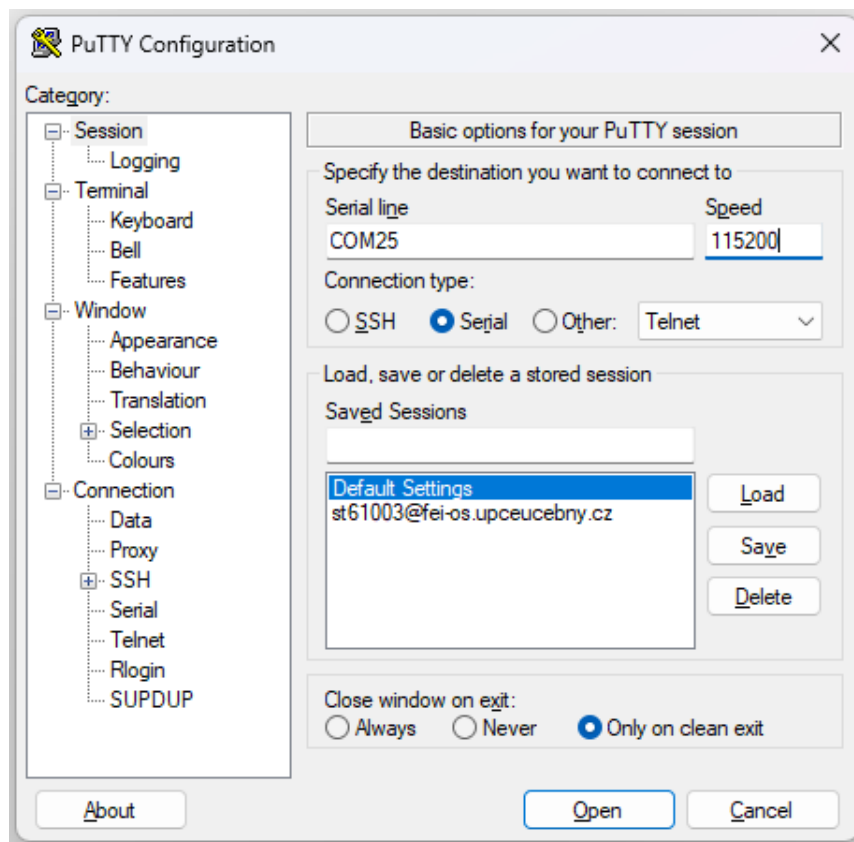 PuTTY Configuration
Category:
Session
Logging
Terminal
Keyboard
Bell
Features
Window
Appearance
Behaviour
Translation
Selection
Colours
Connection
Data
Proxy
SSH
Serial
Telnet
Rlogin
SUPDUP
Basic options for your PuTTY session
Specify the destination you want to connect to
Serial line Speed
COM25 115200
Connection type:
SSH Serial Other: Telnet
Load, save or delete a stored session
Saved Sessions
Default Settings
st61003@fei-os.upceucebny.cz
Load
Save
Delete
Close window on exit:
Always Never Only on clean exit
About Open Cancel